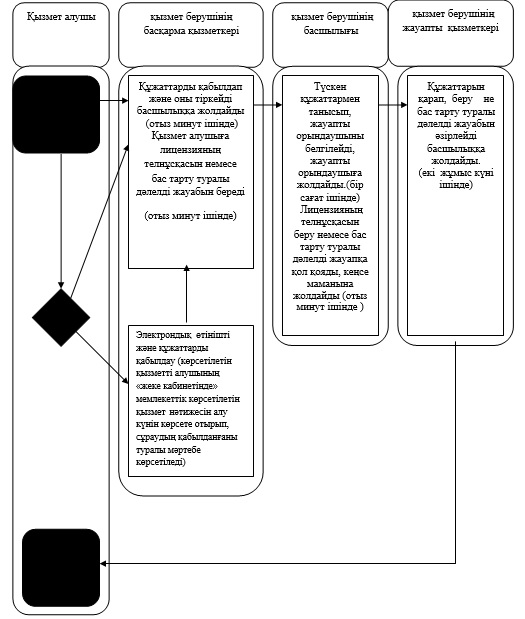 Қызмет алушы
қызмет берушінің
басқарма қызметкері
қызмет берушінің
басшылығы
қызмет берушінің
жауапты қызметкері
Құжаттарды қабылдап
және оны тіркейді
басшылыққа жолдайды
(отыз минут ішінде)
Қызмет алушыға
лицензияның
телнұсқасын немесе
бас тарту туралы
дәлелді жауабын береді
(отыз минут ішінде)
Түскен
құжаттармен
танысып,
жауапты
орындаушыны
белгілейді,
жауапты
орындаушыға
жолдайды.(бір
сағат ішінде)
Лицензияның
телнұсқасын
беру немесе бас
тарту туралы
дәлелді жауапқа
қол қояды, кеңсе
маманына
жолдайды (отыз
минут ішінде )
Құжаттарын
қарап, беру не
бас тарту туралы
дәлелді жауабын
әзірлейді
басшылыққа
жолдайды.
(екі жұмыс күні
ішінде)
Электрондық өтінішті
және құжаттарды
қабылдау (көрсетілетін
қызметті алушының
«жеке кабинетінде»
мемлекеттік көрсетілетін
қызмет нәтижесін алу
күнін көрсете отырып,
сұраудың қабылданғаны
туралы мәртебе
көрсетіледі)